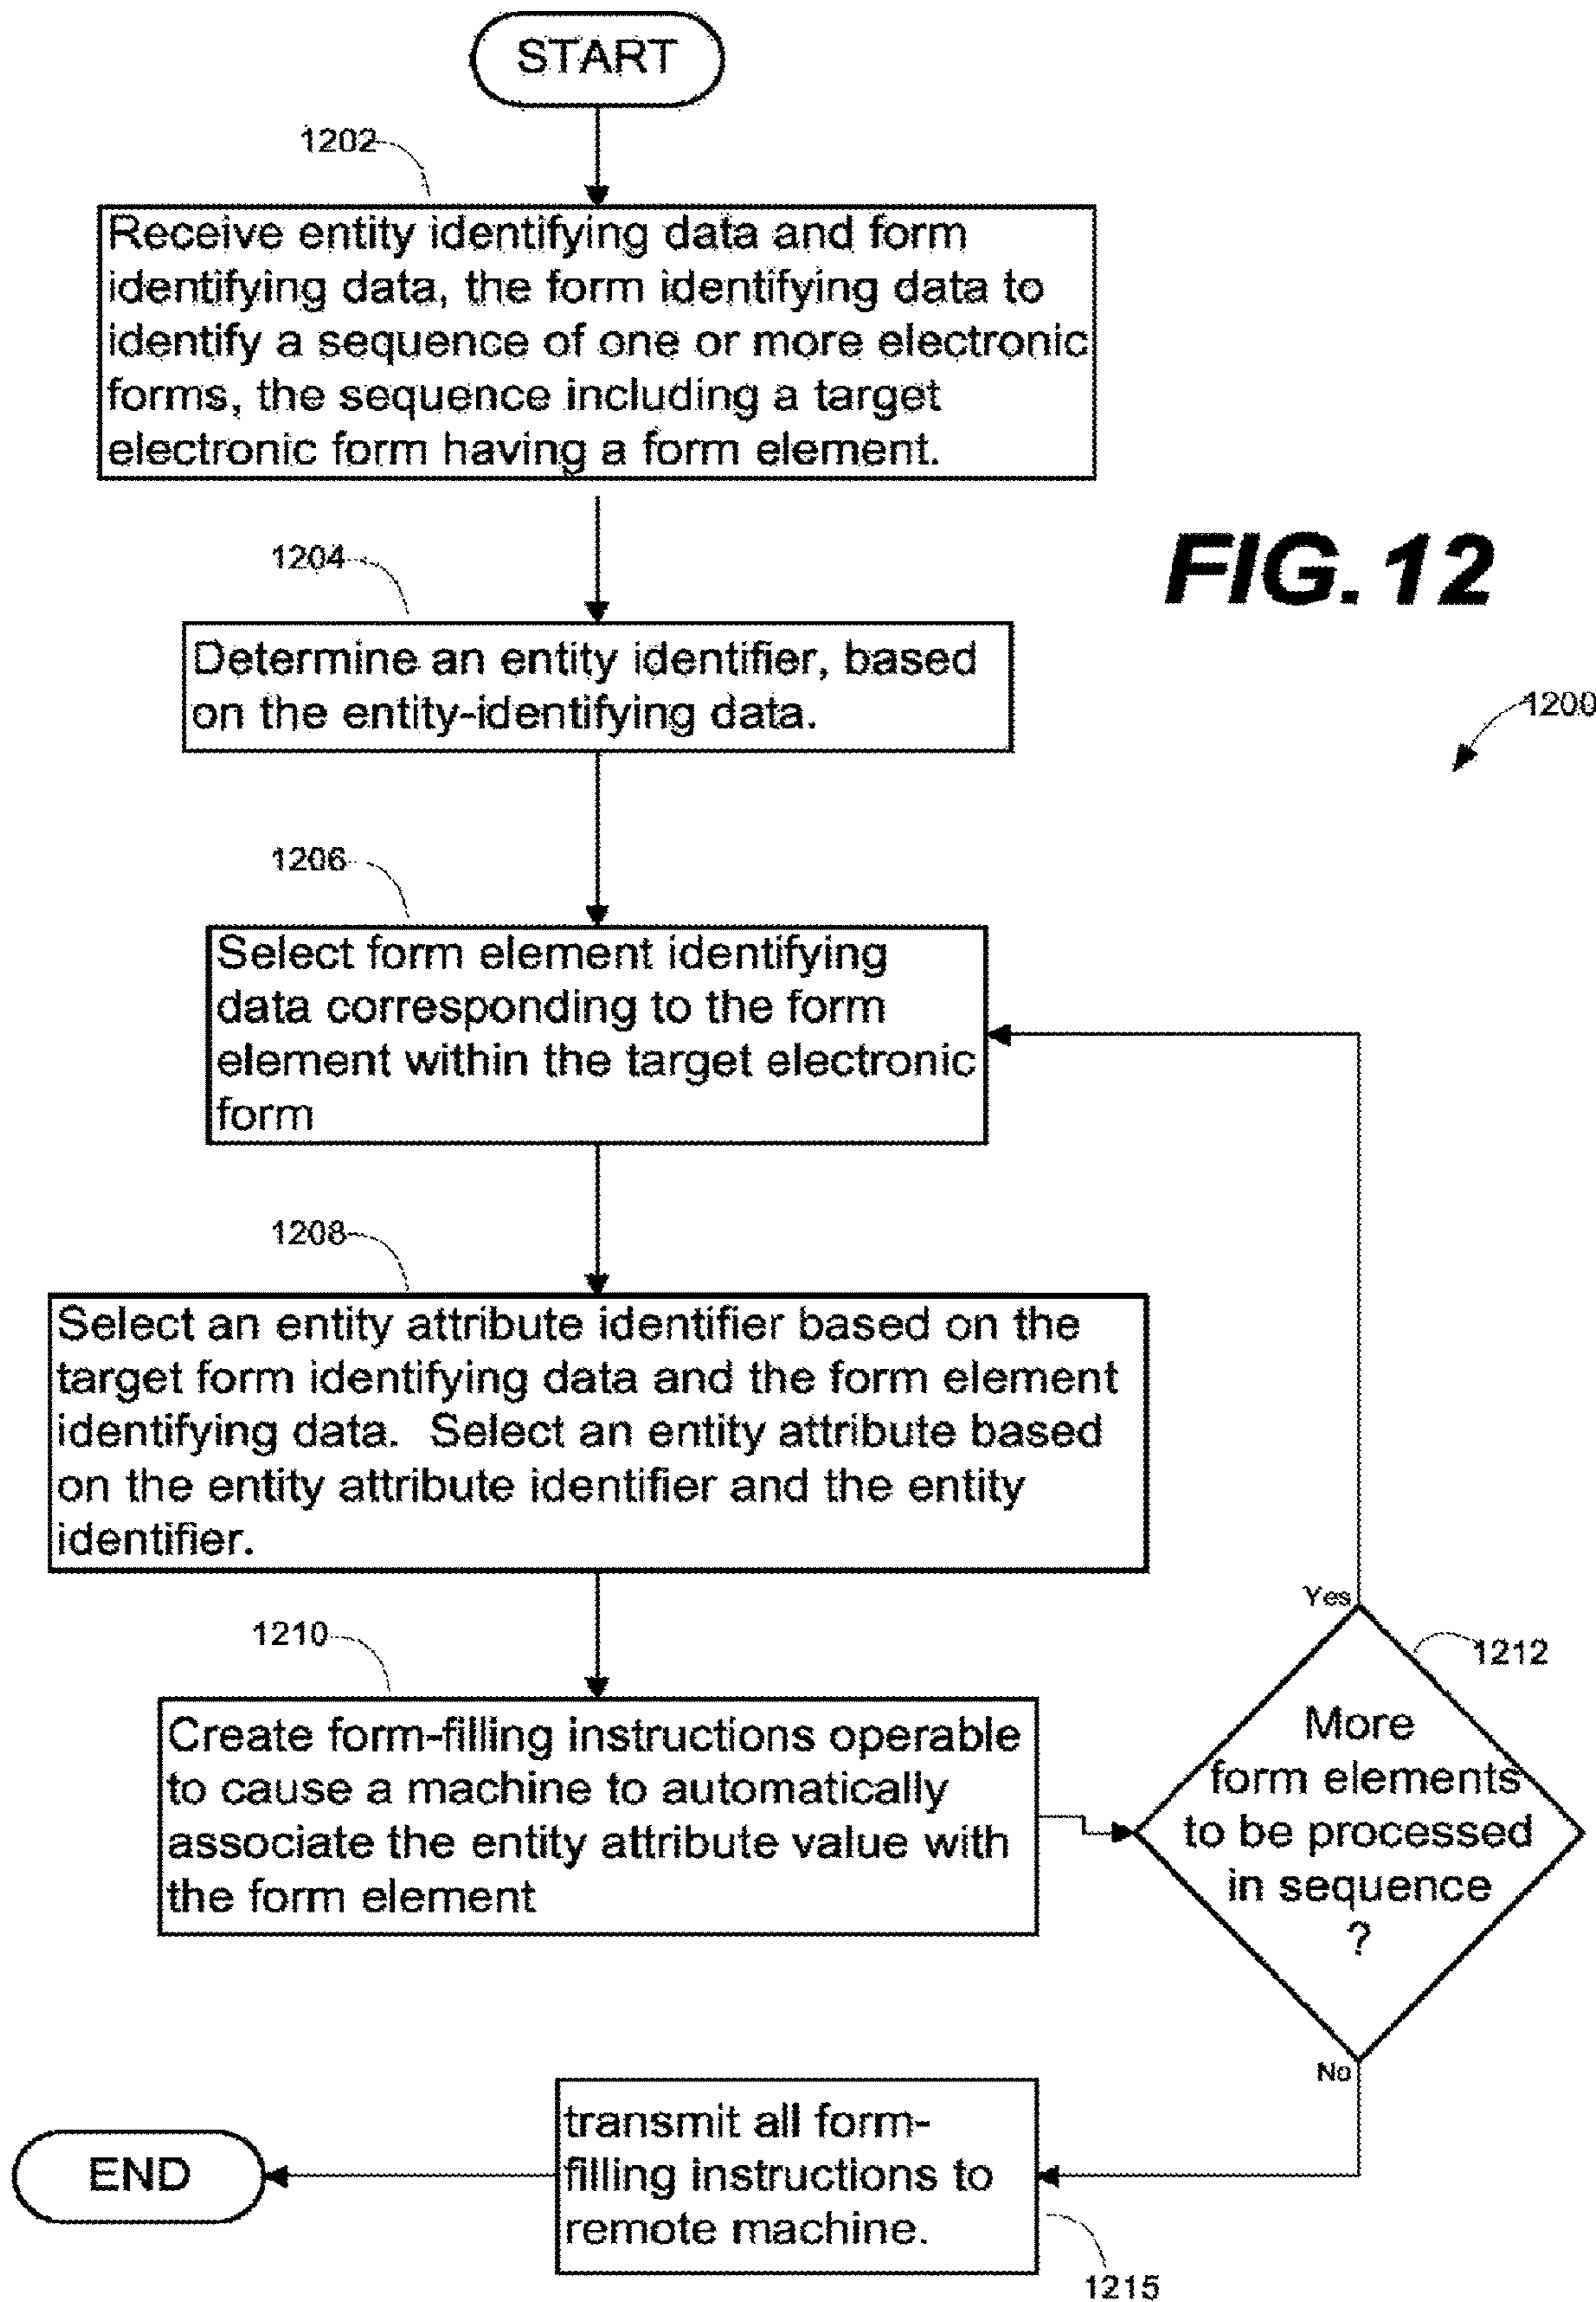 START
1202
Receive entity identifying data and form
identifying data, the form identifying data to
identify a sequence of one or more electronic
forms, the sequence including a target
electronic form having a form element.
FIG. 12
1204
Determine an entity identifier, based
on the entity-identifying data.
1200
1206
Select form element identifying
data corresponding to the form
element within the target electronic
form
1208
Select an entity attribute identifier based on the
target form identifying data and the form element
identifying data.  Select an entity attribute based
on the entity attribute identifier and the entity
identifier.
1210
Create form-filling instructions operable
to cause a machine to automatically
associate the entity attribute value with
the form element
Yes
1212
More
form elements
to be processed
in sequence
?
No
transmit all form-
filling instructions to
remote machine.
1215
END